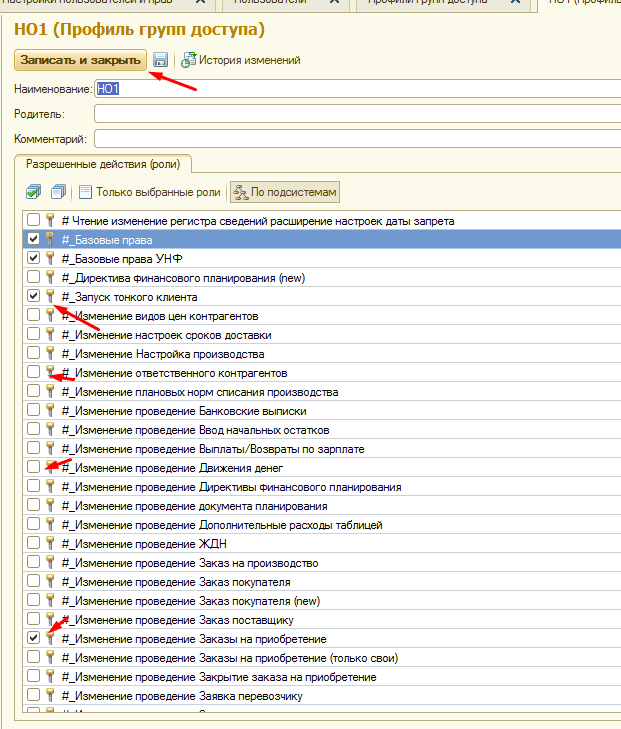 Настройки пользователей и прав
Пользователи
Профили групп доступа
НО1 (Профиль
НО1 (Профиль групп доступа)
Записать и закрыть
История изменений
Наименование: НО1
Родитель:
Комментарий:
Разрешенные действия (роли)
Только выбранные роли
По подсистемам
# Чтение изменение регистра сведений расширение настроек даты запрета
#_Базовые права
#_Базовые права УНФ
#_Директива финансового планирования (new)
#_Запуск тонкого клиента
#_Изменение видов цен контрагентов
#_Изменение настроек сроков доставки
#_Изменение Настройка производства
#_Изменение ответственного контрагентов
#_Изменение плановых норм списания производства
#_Изменение проведение Банковские выписки
#_Изменение проведение Ввод начальных остатков
#_Изменение проведение Выплаты/Возвраты по зарплате
#_Изменение проведение Движения денег
#_Изменение проведение Директивы финансового планирования
#_Изменение проведение документа планирования
#_Изменение проведение Дополнительные расходы таблицей
#_Изменение проведение ЖДН
#_Изменение проведение Заказ на производство
#_Изменение проведение Заказ покупателя
#_Изменение проведение Заказ покупателя (new)
#_Изменение проведение Заказ поставщику
#_Изменение проведение Заказы на приобретение
#_Изменение проведение Заказы на приобретение (только свои)
#_Изменение проведение Закрытие заказа на приобретение
#_Изменение проведение Заявка перевозчику